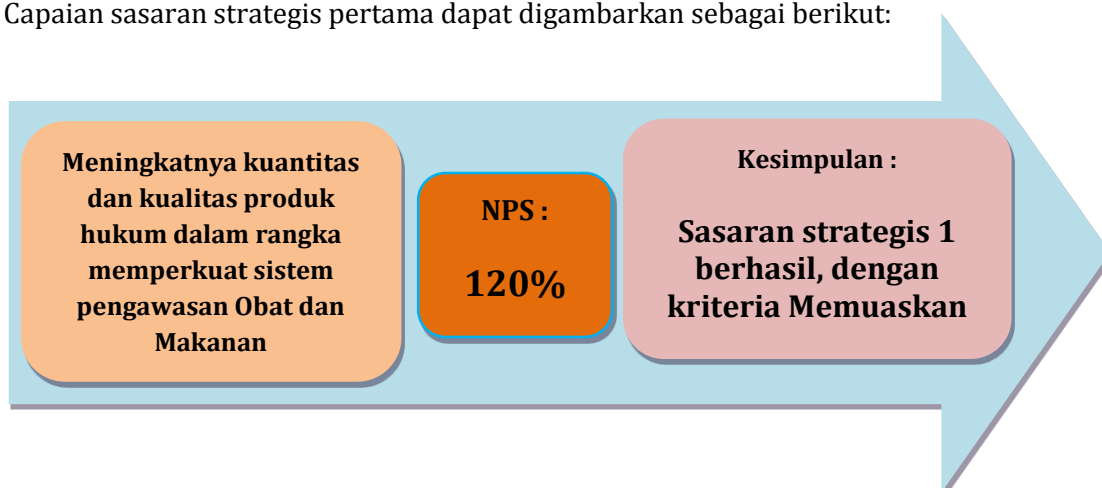 Capaian sasaran strategis pertama dapat digambarkan sebagai berikut:
Meningkatnya kuantitas
dan kualitas produk
hukum dalam rangka
memperkuat sistem
pengawasan Obat dan
Makanan
NPS :
120%
Kesimpulan :
Sasaran strategis 1
berhasil, dengan
kriteria Memuaskan